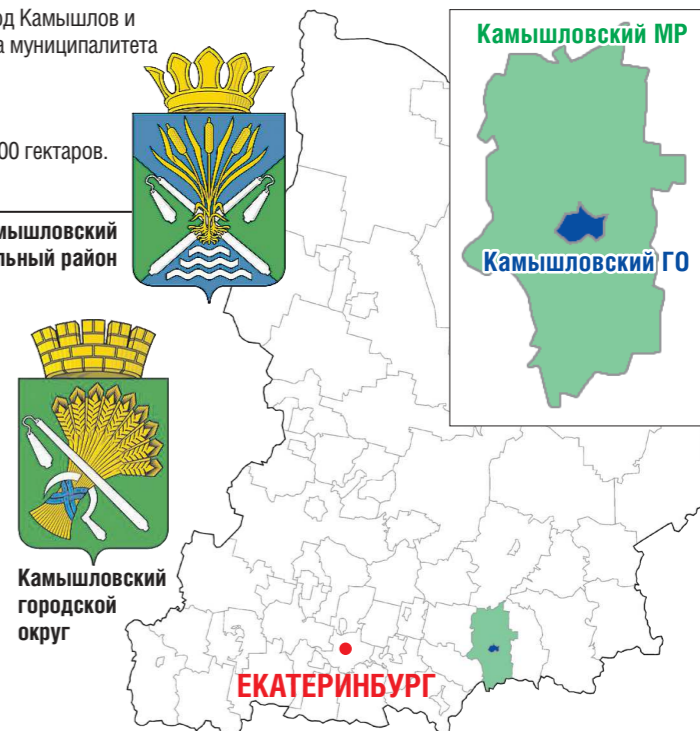 од Камышлов и
а муниципалитета
00 гектаров.
мышловский
льный район
Камышловский
городской
округ
Камышловский МР
Камышловский ГО
ЕКАТЕРИНБУРГ